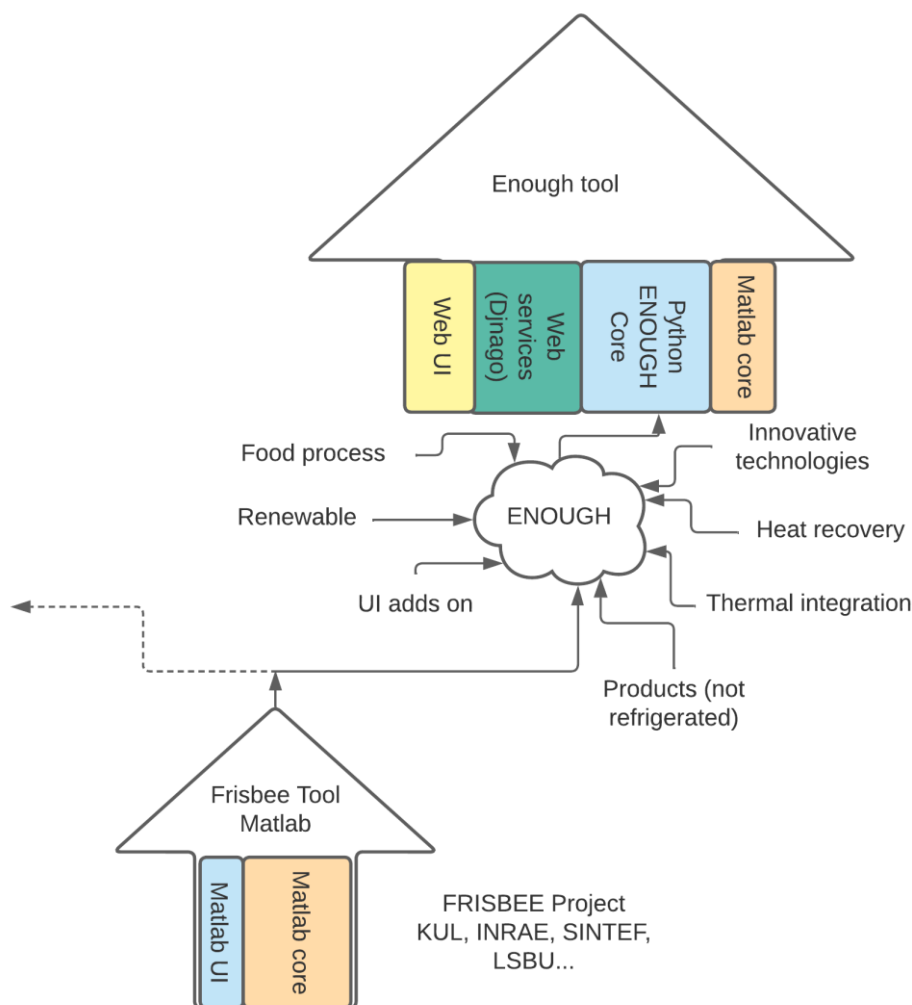 Enough tool
Web UI
Web
services
(Djnago)
Python
ENOUGH
Core
Matlab core
Food process
Innovative
technologies
Renewable
ENOUGH
Heat recovery
UI adds on
Thermal integration
Products (not
refrigerated)
Frisbee Tool
Matlab
Matlab UI
Matlab core
FRISBEE Project
KUL, INRAE, SINTEF,
LSBU...